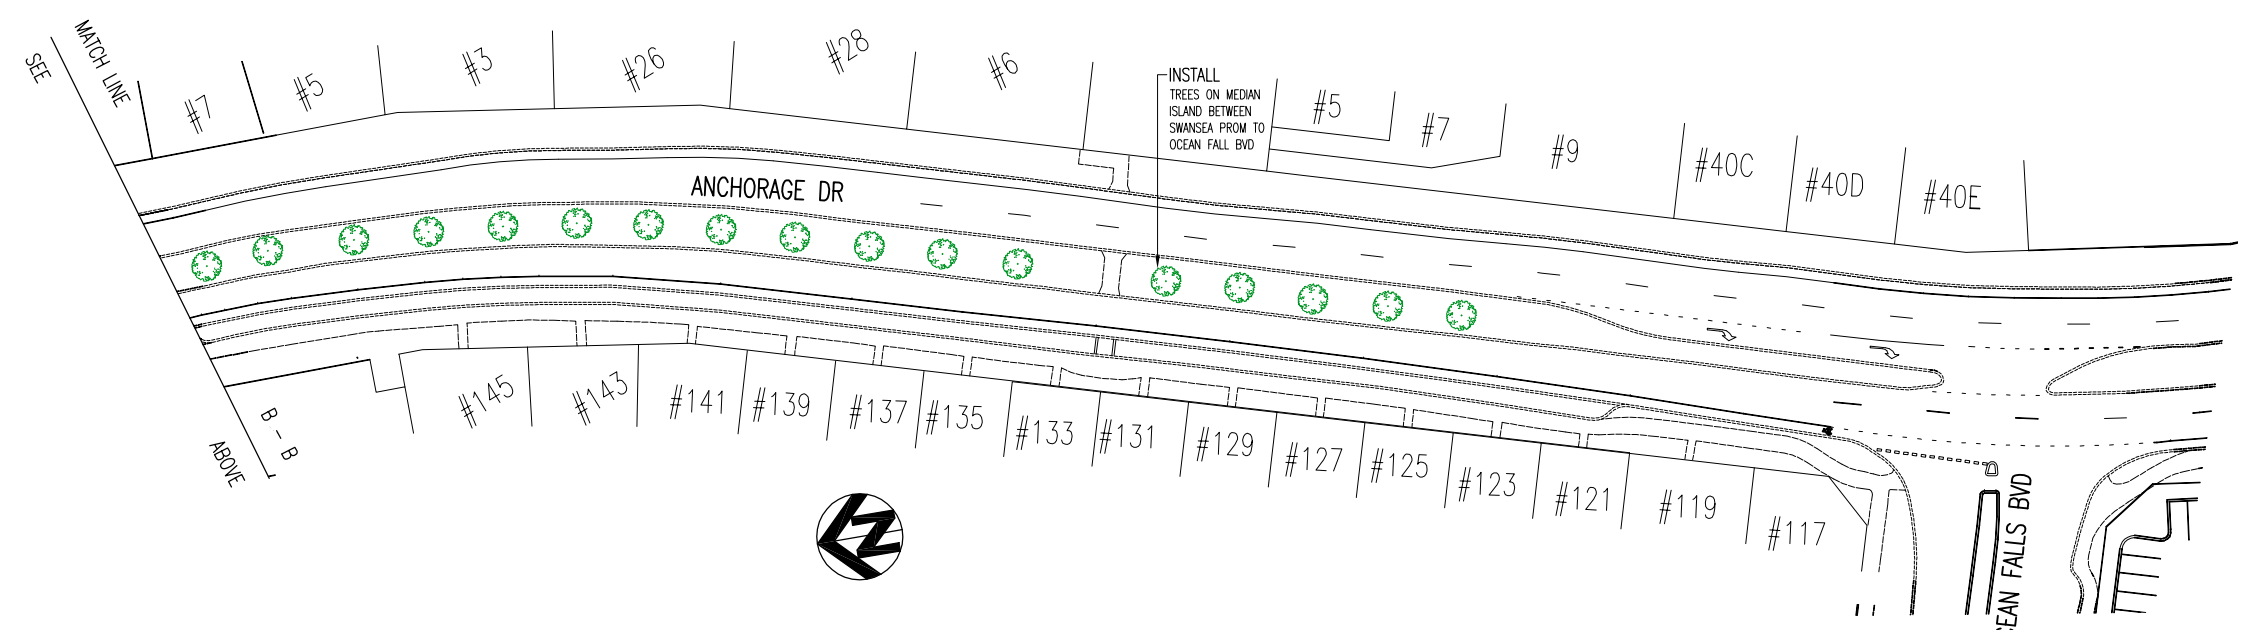 SEE
MATCH LINE
#7
#5
#3
#26
#28
#6
INSTALL
TREES ON MEDIAN
ISLAND BETWEEN
SWANSEA PROM TO
OCEAN FALL BVD
#5
#7
#9
#40C
#40D
#40E
ANCHORAGE DR
#145
#143
#141
#139
#137
#135
#133
#131
#129
#127
#125
#123
#121
#119
#117
B - B
ABOVE
N
CEAN FALLS BVD